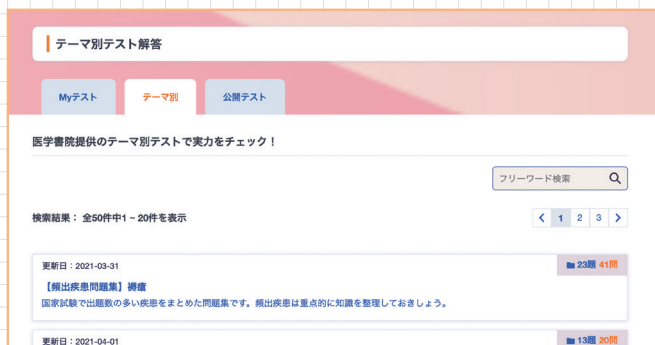 テーマ別テスト解答
Myテスト テーマ別 公開テスト
医学書院提供のテーマ別テストで実力をチェック！
フリーワード検索
検索結果： 全50件中1 ~ 20件を表示
1 2 3
更新日：2021-03-31
23題 41問
【頻出疾患問題集】褥瘡
国家試験で出題数の多い疾患をまとめた問題集です。頻出疾患は重点的に知識を整理しておきしょう。
更新日：2021-04-01
13題 20問